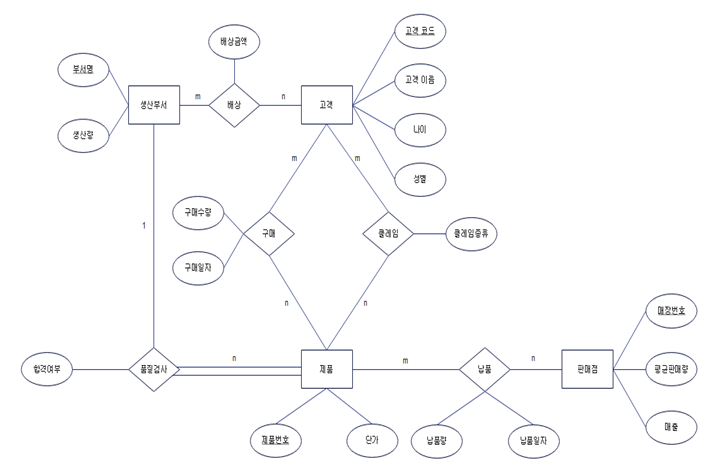 배상금액
고객 코드
부서명
고객 이름
생산부서
m
배상
n
고객
생산량
나이
성별
m
m
구매수량
1
구매
클레임
클레임종류
구매일자
n
n
매장번호
합격여부
품질검사
n
제품
m
납품
n
판매점
평균판매량
제품번호
단가
납품량
납품일자
매출